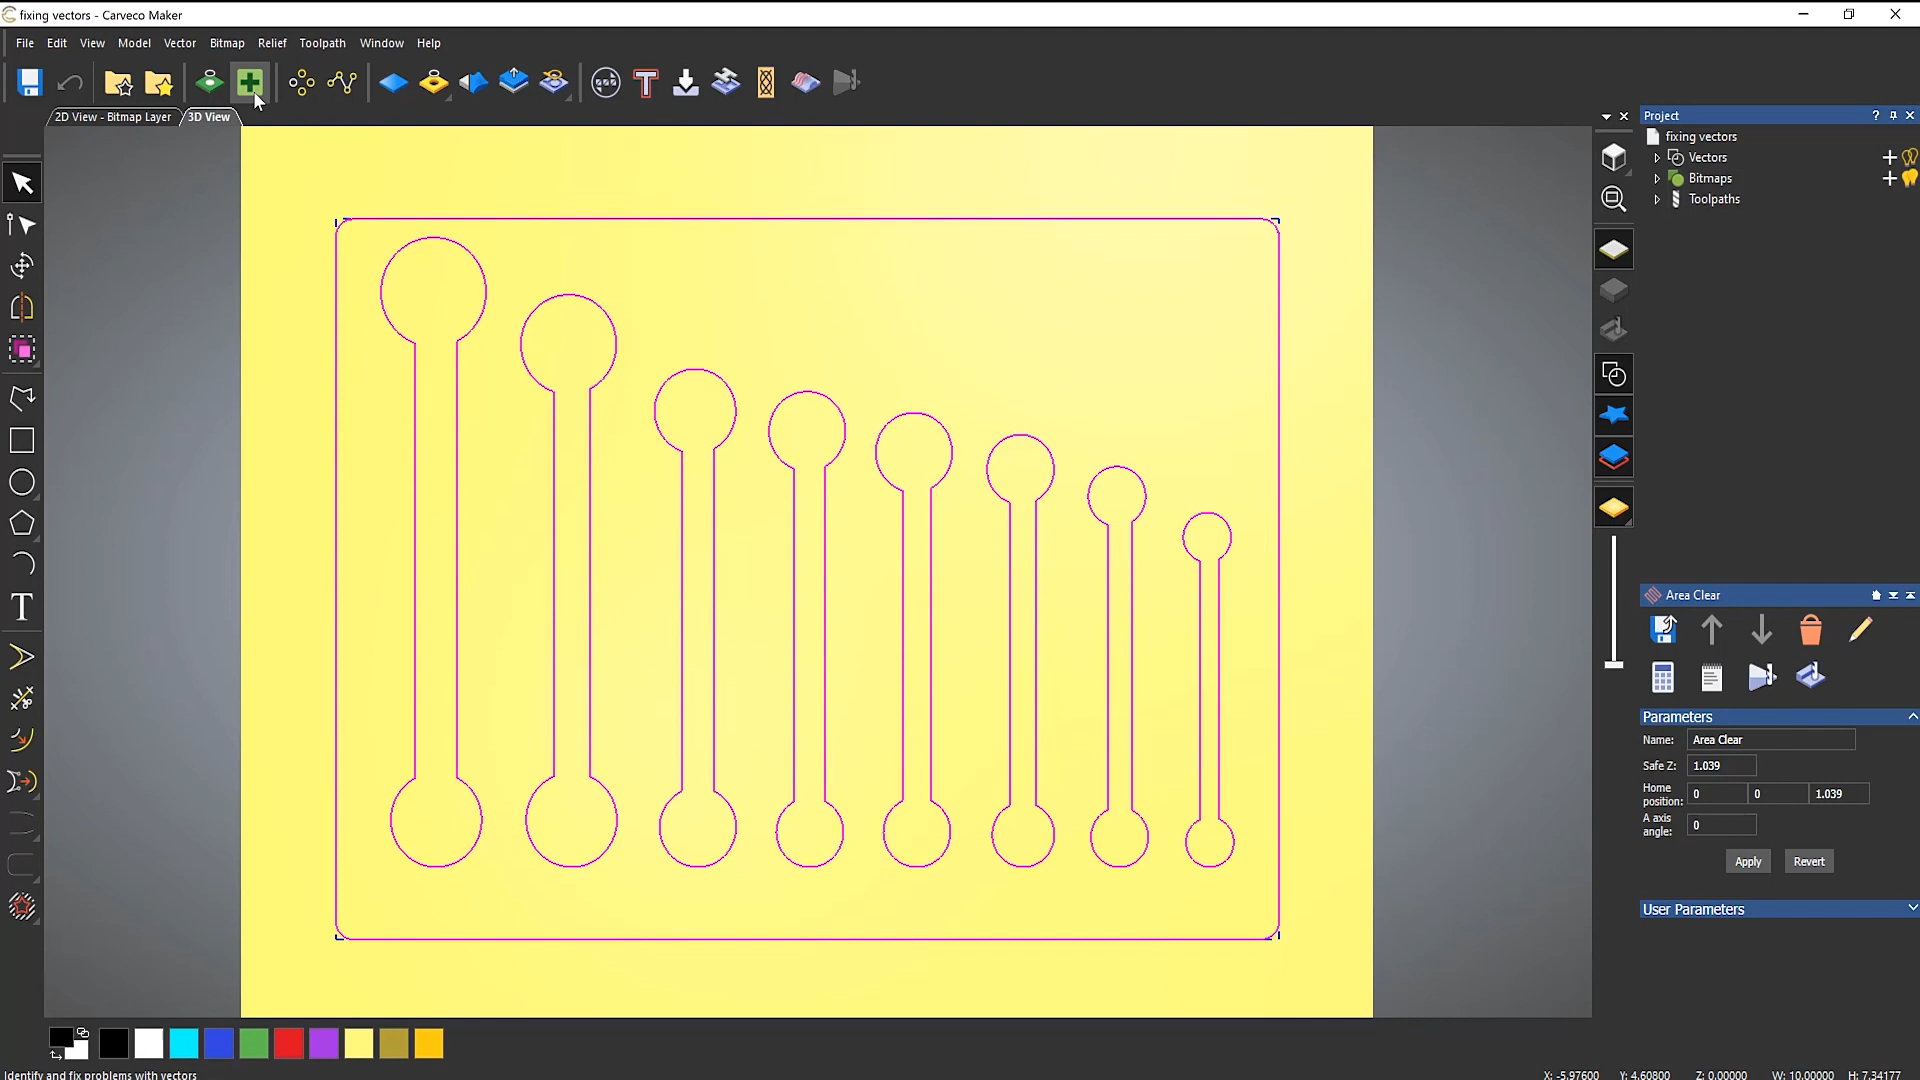 fixing vectors - Carveco Maker
File Edit View Model Vector Bitmap Relief Toolpath Window Help
2D View - Bitmap Layer 3D View
Project
fixing vectors
Vectors
Bitmaps
Toolpaths
Area Clear
Parameters
Name: Area Clear
Safe Z: 1.039
Home position: 0 0 1.039
A axis angle: 0
Apply Revert
User Parameters
Identify and fix problems with vectors
X: -5.97600 Y: 4.60800 Z: 0.00000 W: 10.00000 H: 7.34177